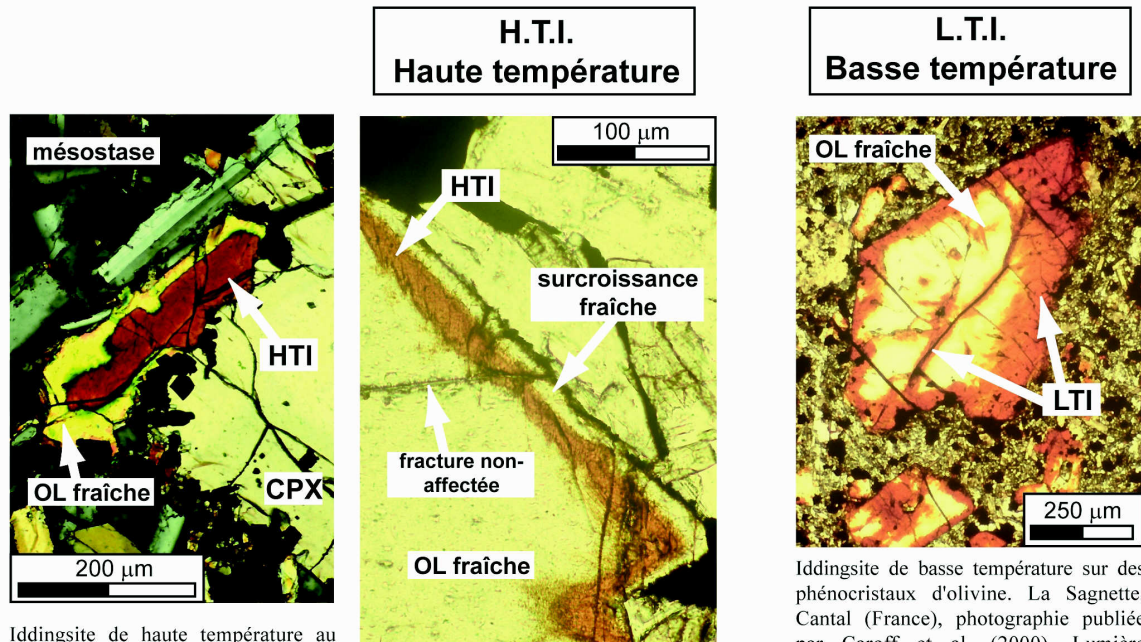 H.T.I.
Haute température
L.T.I.
Basse température
mésostase
HTI
OL fraîche
CPX
200 µm
100 µm
HTI
surcroissance
fraîche
fracture non-
affectée
OL fraîche
OL fraîche
LTI
250 µm
Iddingsite de haute température au
Iddingsite de basse température sur des
phénocristaux d'olivine. La Sagnette
Cantal (France), photographie publiée